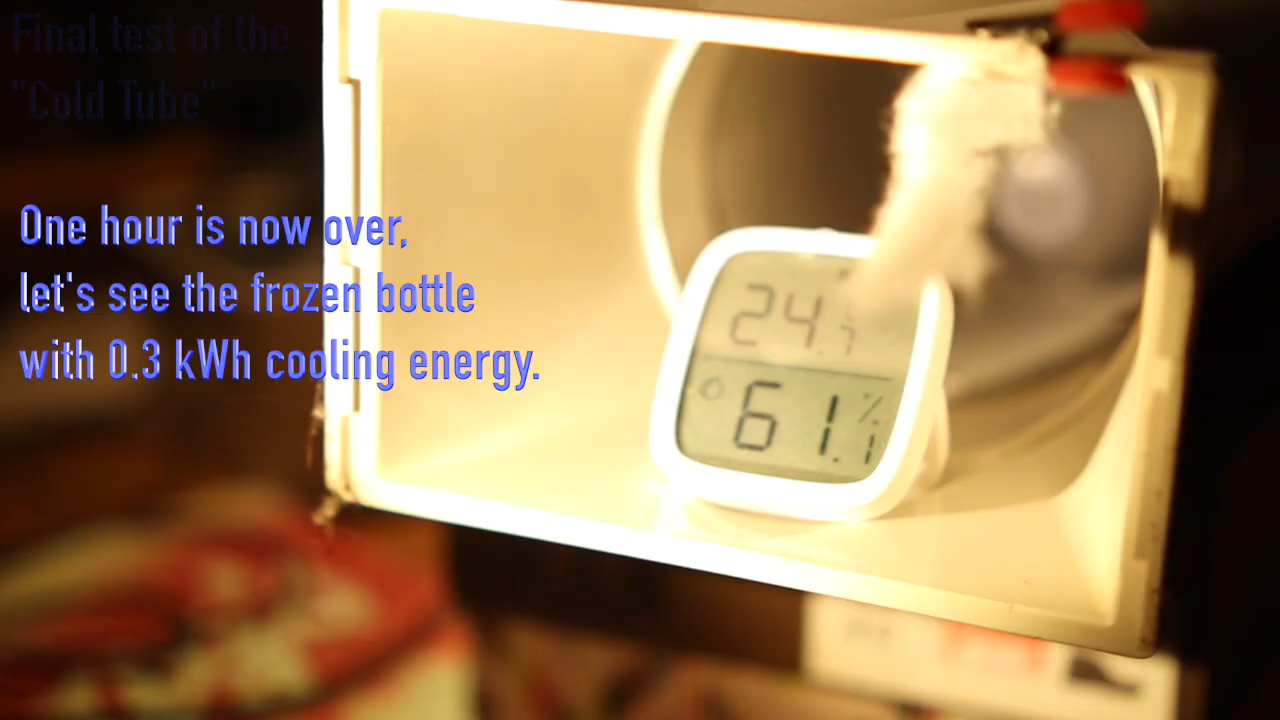 Final test of the
"Cold Tube"
One hour is now over,
let's see the frozen bottle
with 0.3 kWh cooling energy.
24.7
61.1%